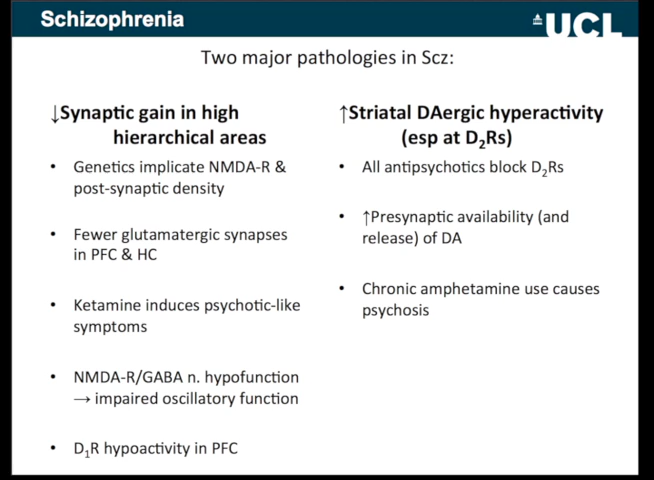 Schizophrenia
UCL
Two major pathologies in Scz:
↓Synaptic gain in high
hierarchical areas
• Genetics implicate NMDA-R &
post-synaptic density
• Fewer glutamatergic synapses
in PFC & HC
• Ketamine induces psychotic-like
symptoms
• NMDA-R/GABA n. hypofunction
→ impaired oscillatory function
• D₁R hypoactivity in PFC
↑Striatal DAergic hyperactivity
(esp at D₂Rs)
• All antipsychotics block D₂Rs
• ↑Presynaptic availability (and
release) of DA
• Chronic amphetamine use causes
psychosis